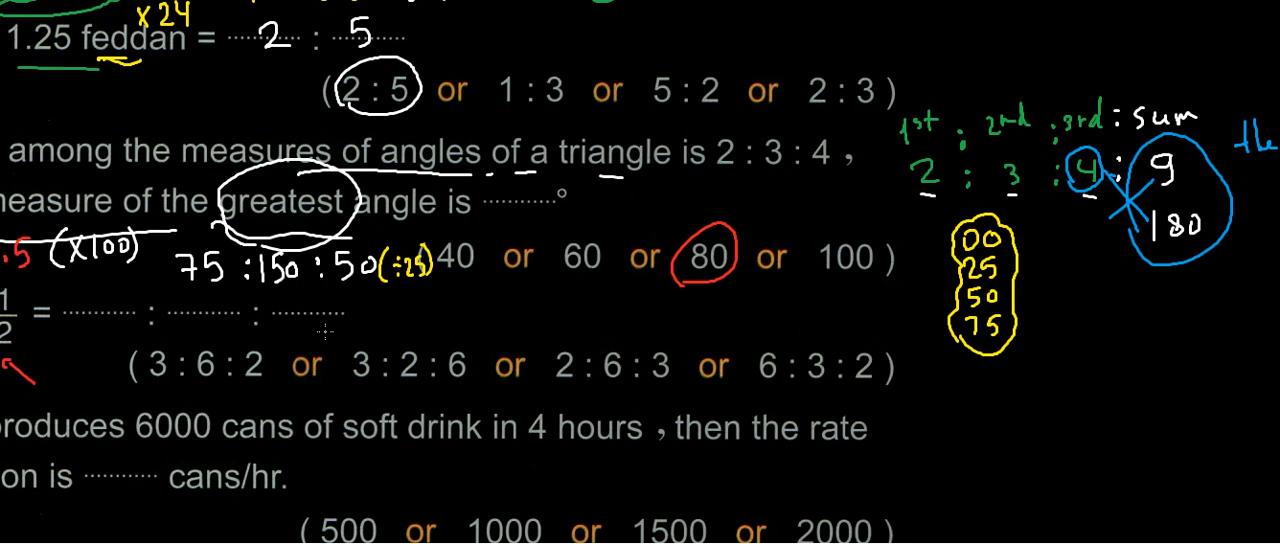 x 24
1.25 feddan = ............ 2 : 5 ............
( 2 : 5 or 1 : 3 or 5 : 2 or 2 : 3 )
1st : 2nd : 3rd : sum
among the measures of angles of a triangle is 2 : 3 : 4 ,
2 : 3 : 4 : 9
the
measure of the greatest angle is ............°
180
.5 (x100) 75 : 150 : 50 (÷25)
40 or 60 or 80 or 100 )
00
25
50
75
1/2 = ............ : ............ : ............
( 3 : 6 : 2 or 3 : 2 : 6 or 2 : 6 : 3 or 6 : 3 : 2 )
roduces 6000 cans of soft drink in 4 hours , then the rate
on is ............ cans/hr.
( 500 or 1000 or 1500 or 2000 )